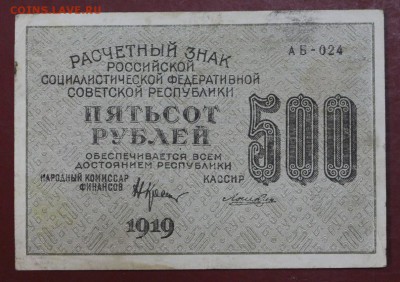 COINS.LAVE.RU
РАСЧЕТНЫЙ ЗНАК
РОССИЙСКОЙ
СОЦИАЛИСТИЧЕСКОЙ ФЕДЕРАТИВНОЙ
СОВЕТСКОЙ РЕСПУБЛИКИ
АБ-024
ПЯТЬСОТ
РУБЛЕЙ
500
ОБЕСПЕЧИВАЕТСЯ ВСЕМ
ДОСТОЯНИЕМ РЕСПУБЛИКИ
НАРОДНЫЙ КОМИССАР
ФИНАНСОВ
КАССИР
1919